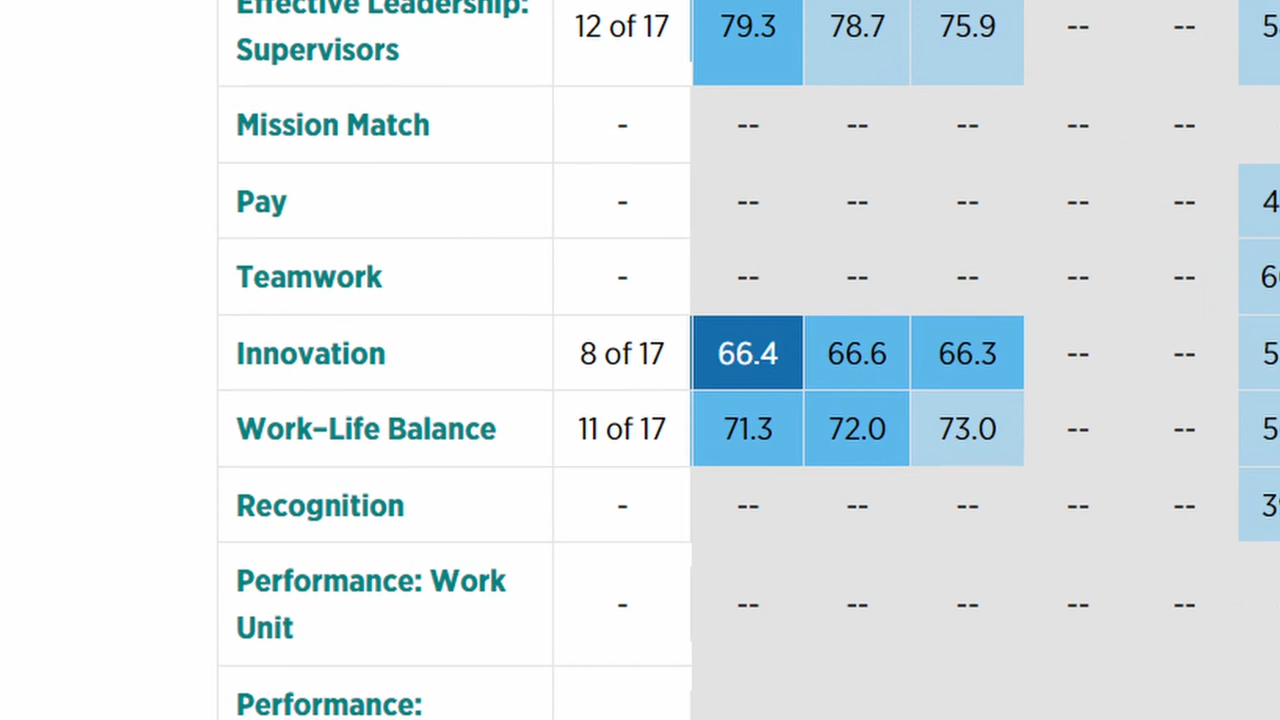 Effective Leadership:
Supervisors 12 of 17 79.3 78.7 75.9 -- --
Mission Match - -- -- -- -- --
Pay - -- -- -- -- --
Teamwork - -- -- -- -- --
Innovation 8 of 17 66.4 66.6 66.3 -- --
Work–Life Balance 11 of 17 71.3 72.0 73.0 -- --
Recognition - -- -- -- -- --
Performance: Work
Unit - -- -- -- -- --
Performance: